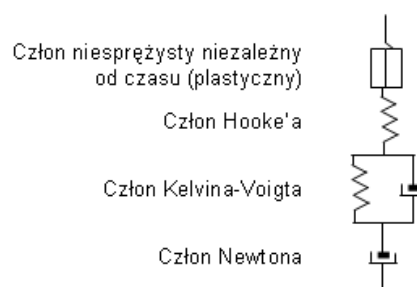 Człon niesprężysty niezależny
od czasu (plastyczny)
Człon Hooke'a
Człon Kelvina-Voigta
Człon Newtona